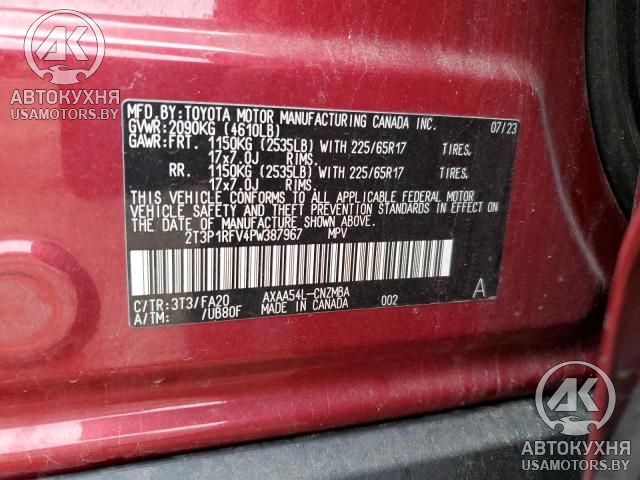 АВТОКУХНЯ
USAMOTORS.BY
MFD.BY:TOYOTA MOTOR MANUFACTURING CANADA INC. 07/23
GVWR:2090KG (4610LB)
GAWR:FRT. 1150KG (2535LB) WITH 225/65R17 TIRES,
17x7.0J RIMS.
RR. 1150KG (2535LB) WITH 225/65R17 TIRES,
17x7.0J RIMS.
THIS VEHICLE CONFORMS TO ALL APPLICABLE FEDERAL MOTOR
VEHICLE SAFETY AND THEFT PREVENTION STANDARDS IN EFFECT ON
THE DATE OF MANUFACTURE SHOWN ABOVE.
2T3P1RFV4PW387967 MPV
C/TR:3T3/FA20 AXAA54L-CNZMBA 002 A
A/TM: /UB80F MADE IN CANADA
АВТОКУХНЯ
USAMOTORS.BY